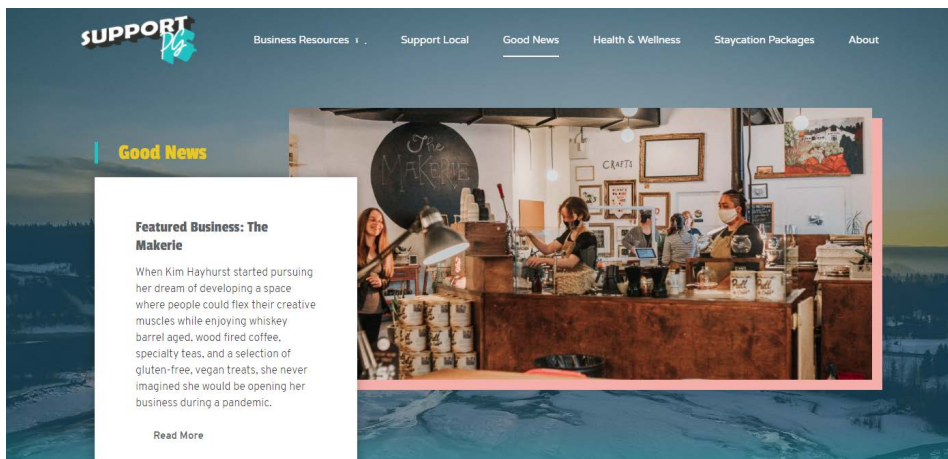 SUPPORT
PG
Business Resources
Support Local
Good News
Health & Wellness
Staycation Packages
About
Good News
The
MAKERIE
CRAFTS
Featured Business: The
Makerie
When Kim Hayhurst started pursuing
her dream of developing a space
where people could flex their creative
muscles while enjoying whiskey
barrel aged, wood fired coffee,
specialty teas, and a selection of
gluten-free, vegan treats, she never
imagined she would be opening her
business during a pandemic.
Read More